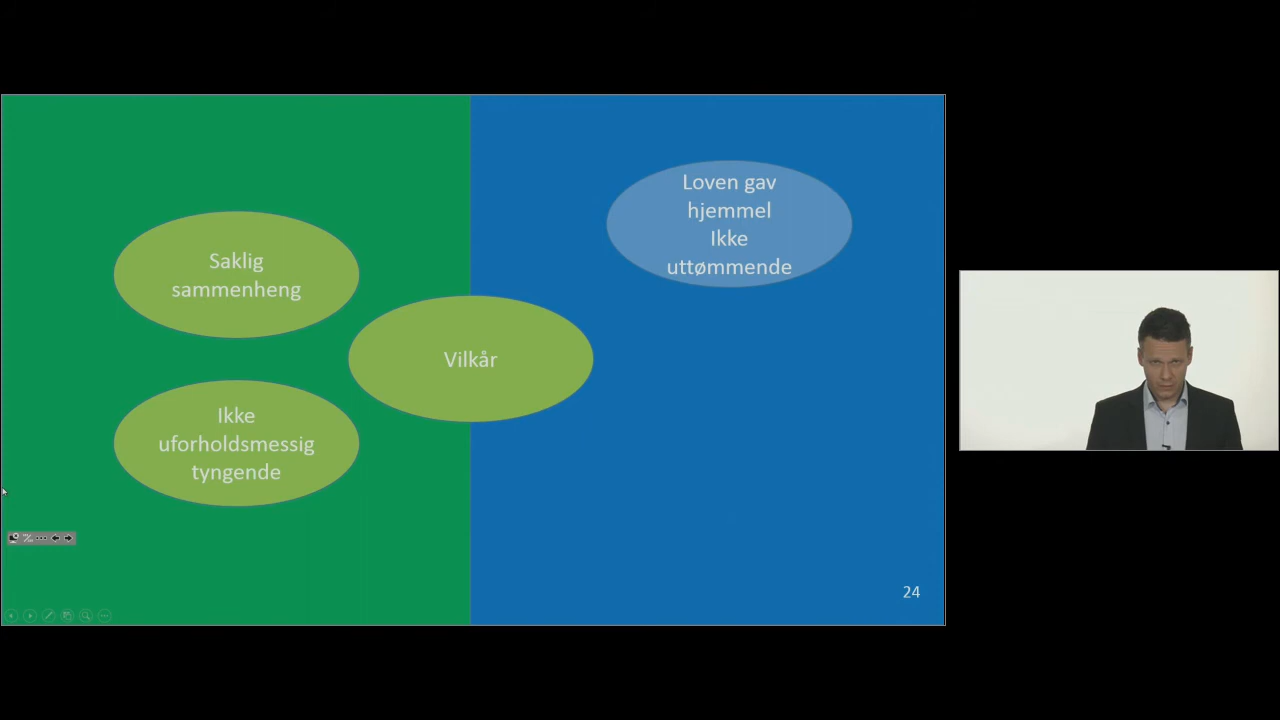 Loven gav
hjemmel
Ikke
uttømmende
Saklig
sammenheng
Vilkår
Ikke
uforholdsmessig
tyngende
24